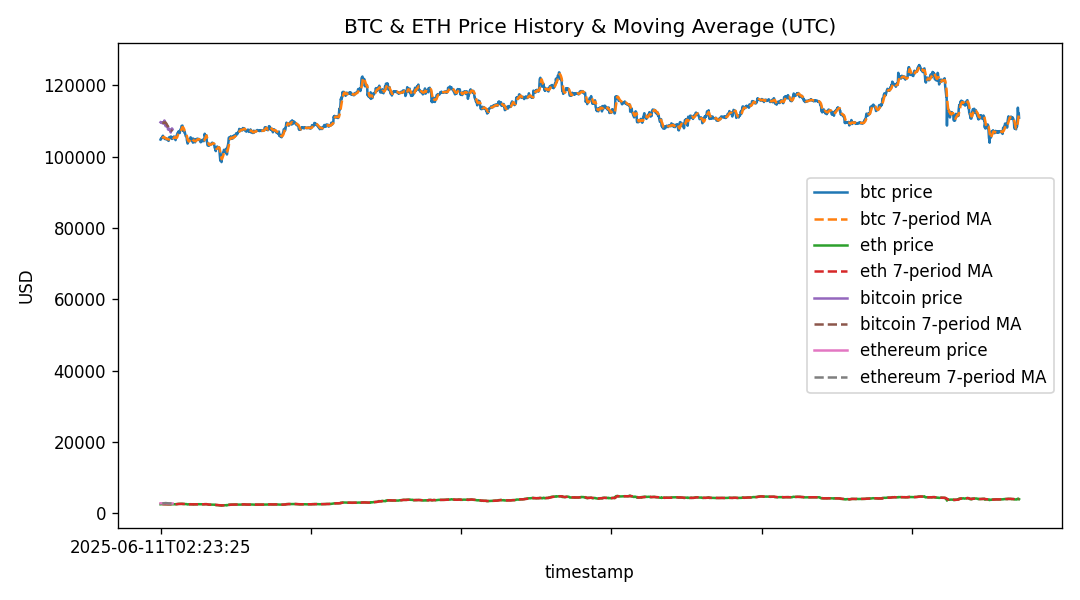 BTC & ETH Price History & Moving Average (UTC)
120000
100000
80000
60000
40000
20000
0
USD
btc price
btc 7-period MA
eth price
eth 7-period MA
bitcoin price
bitcoin 7-period MA
ethereum price
ethereum 7-period MA
2025-06-11T02:23:25
timestamp